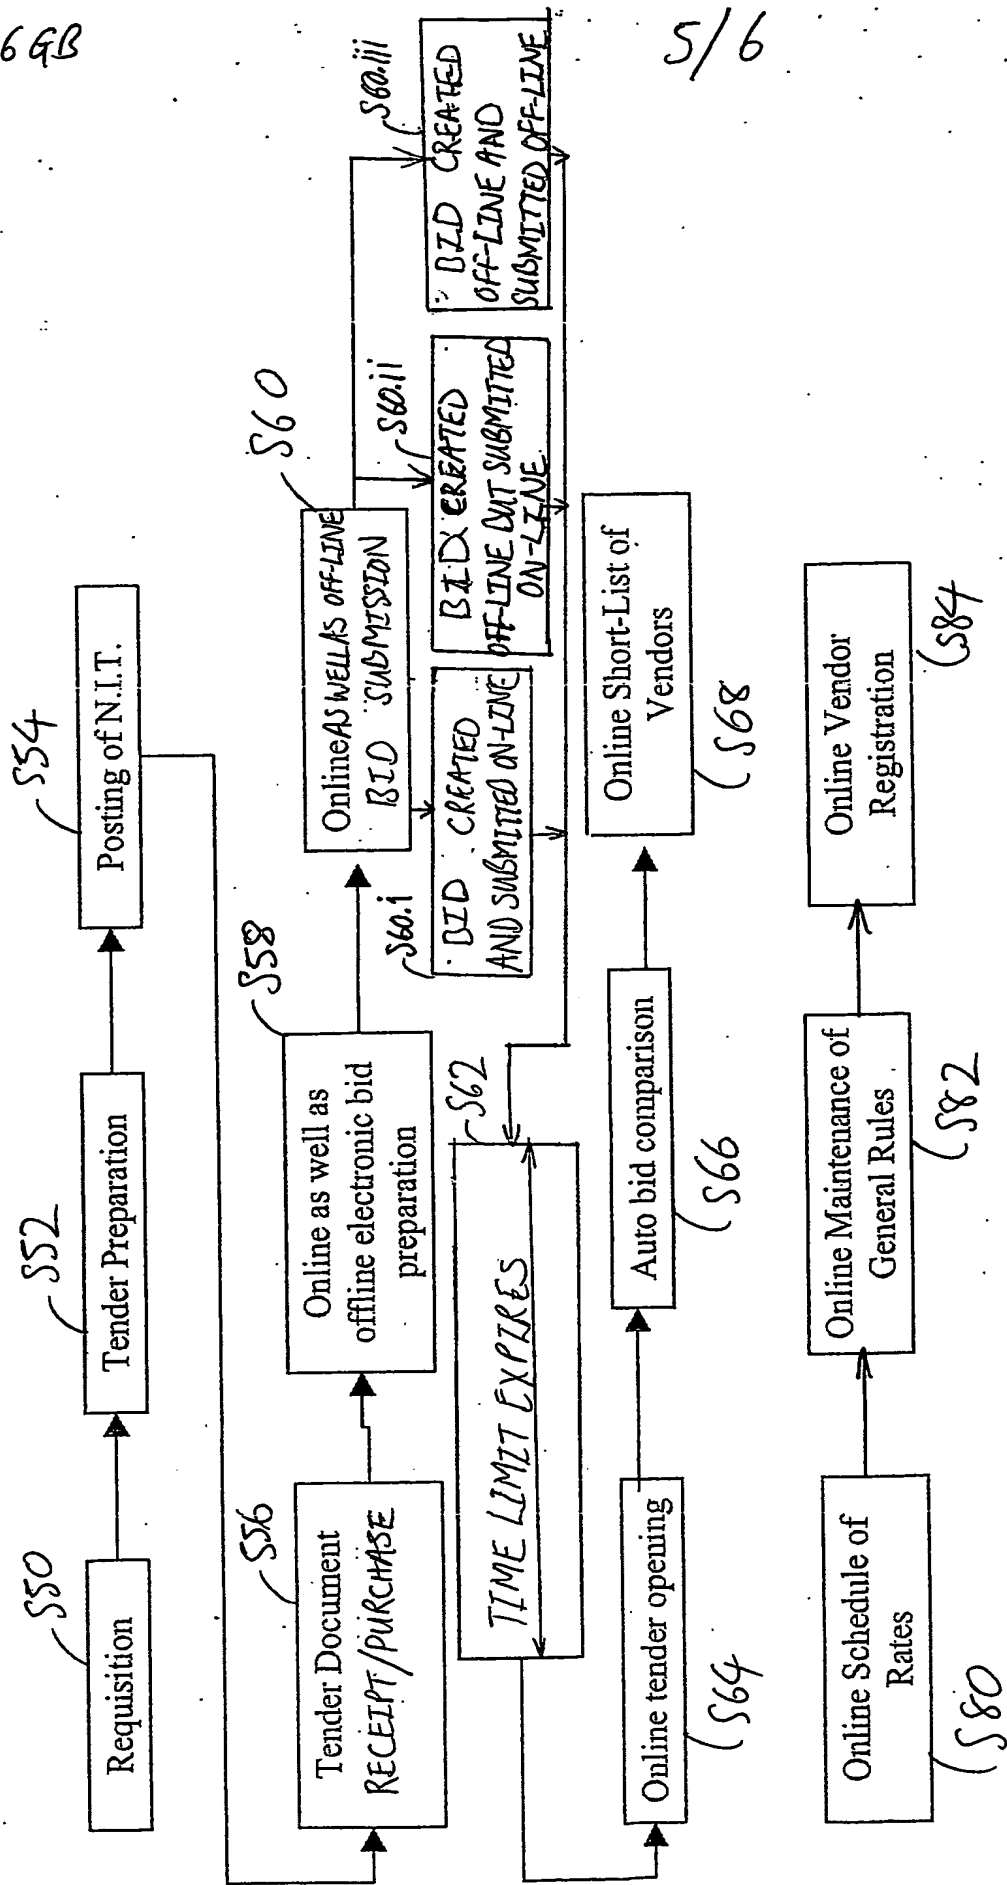 6 GB
5/6
S50
Requisition
S52
Tender Preparation
S54
Posting of N.I.T.
S56
Tender Document
RECEIPT/PURCHASE
S58
Online as well as
offline electronic bid
preparation
S60
Online AS WELL AS OFF-LINE
BID SUBMISSION
S60.i
BID CREATED
AND SUBMITTED ON-LINE
S60.ii
BID CREATED
OFF-LINE BUT SUBMITTED
ON-LINE
S60.iii
BID CREATED
OFF-LINE AND
SUBMITTED OFF-LINE
S62
TIME LIMIT EXPIRES
Online tender opening
S64
Auto bid comparison
S66
Online Short-List of
Vendors
S68
Online Schedule of
Rates
S80
Online Maintenance of
General Rules
S82
Online Vendor
Registration
S84